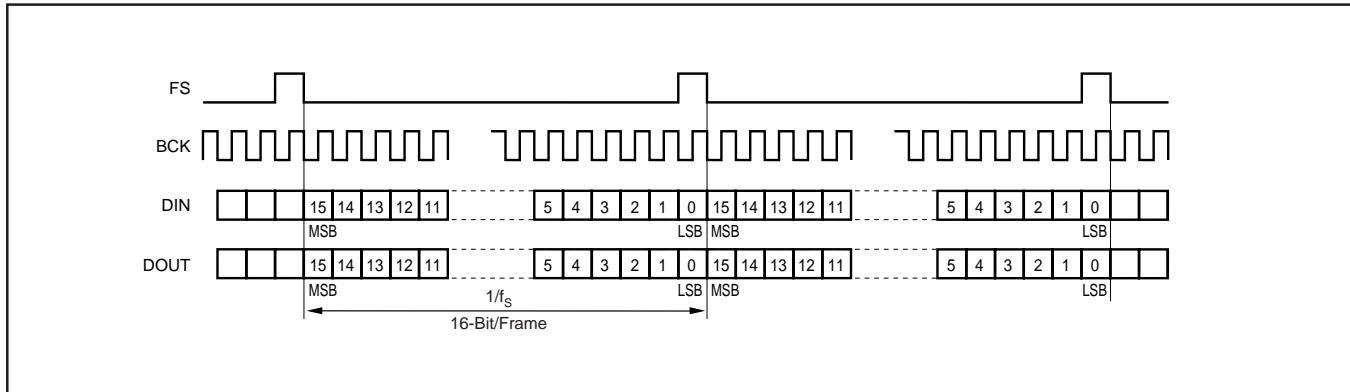 FS
BCK
DIN 15 14 13 12 11 5 4 3 2 1 0 15 14 13 12 11 5 4 3 2 1 0
MSB LSB MSB LSB
DOUT 15 14 13 12 11 5 4 3 2 1 0 15 14 13 12 11 5 4 3 2 1 0
MSB LSB MSB LSB
1/fS
16-Bit/Frame